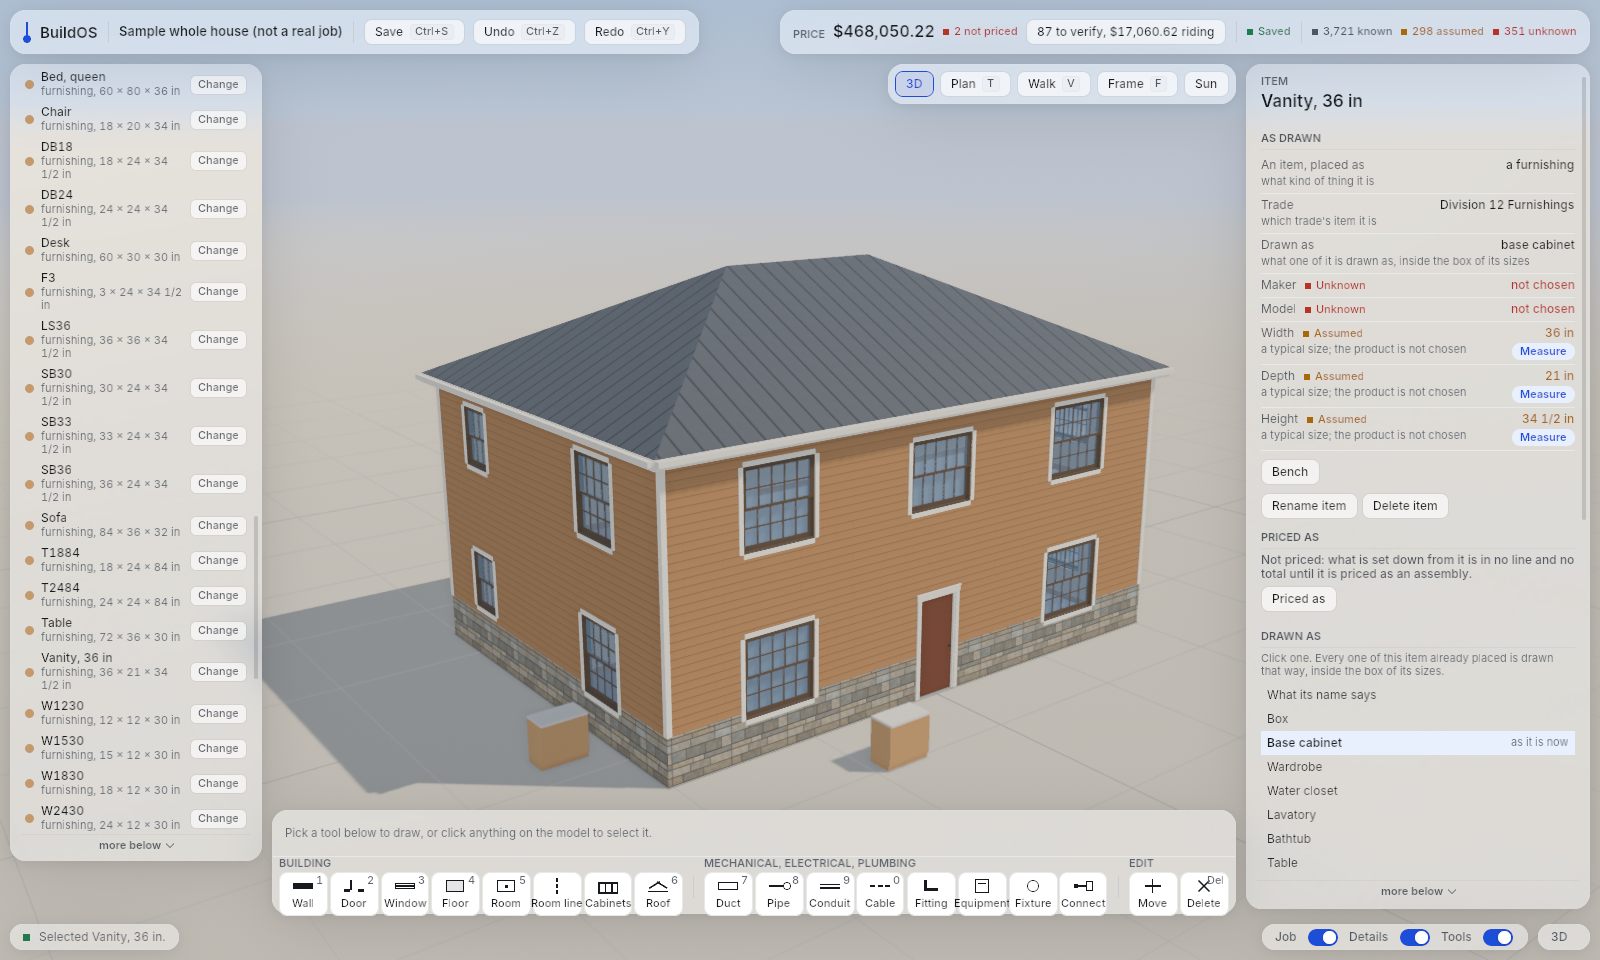 BuildOS
Sample whole house (not a real job)
Save Ctrl+S
Undo Ctrl+Z
Redo Ctrl+Y
PRICE $468,050.22
2 not priced
87 to verify, $17,060.62 riding
Saved
3,721 known
298 assumed
351 unknown
3D
Plan T
Walk V
Frame F
Sun
Bed, queen
furnishing, 60 × 80 × 36 in
Change
Chair
furnishing, 18 × 20 × 34 in
Change
DB18
furnishing, 18 × 24 × 34
1/2 in
Change
DB24
furnishing, 24 × 24 × 34
1/2 in
Change
Desk
furnishing, 60 × 30 × 30 in
Change
F3
furnishing, 3 × 24 × 34 1/2
in
Change
LS36
furnishing, 36 × 36 × 34
1/2 in
Change
SB30
furnishing, 30 × 24 × 34
1/2 in
Change
SB33
furnishing, 33 × 24 × 34
1/2 in
Change
SB36
furnishing, 36 × 24 × 34
1/2 in
Change
Sofa
furnishing, 84 × 36 × 32 in
Change
T1884
furnishing, 18 × 24 × 84 in
Change
T2484
furnishing, 24 × 24 × 84 in
Change
Table
furnishing, 72 × 36 × 30 in
Change
Vanity, 36 in
furnishing, 36 × 21 × 34
1/2 in
Change
W1230
furnishing, 12 × 12 × 30 in
Change
W1530
furnishing, 15 × 12 × 30 in
Change
W1830
furnishing, 18 × 12 × 30 in
Change
W2430
furnishing, 24 × 12 × 30 in
Change
more below
ITEM
Vanity, 36 in
AS DRAWN
An item, placed as a furnishing
what kind of thing it is
Trade Division 12 Furnishings
which trade's item it is
Drawn as base cabinet
what one of it is drawn as, inside the box of its sizes
Maker Unknown not chosen
Model Unknown not chosen
Width Assumed 36 in
a typical size; the product is not chosen Measure
Depth Assumed 21 in
a typical size; the product is not chosen Measure
Height Assumed 34 1/2 in
a typical size; the product is not chosen Measure
Bench
Rename item Delete item
PRICED AS
Not priced: what is set down from it is in no line and no
total until it is priced as an assembly.
Priced as
DRAWN AS
Click one. Every one of this item already placed is drawn
that way, inside the box of its sizes.
What its name says
Box
Base cabinet as it is now
Wardrobe
Water closet
Lavatory
Bathtub
Table
more below
Pick a tool below to draw, or click anything on the model to select it.
BUILDING
1 Wall
2 Door
3 Window
4 Floor
5 Room
Room line
Cabinets
6 Roof
MECHANICAL, ELECTRICAL, PLUMBING
7 Duct
8 Pipe
9 Conduit
0 Cable
Fitting
Equipment
Fixture
Connect
EDIT
Move
Del Delete
Selected Vanity, 36 in.
Job
Details
Tools
3D